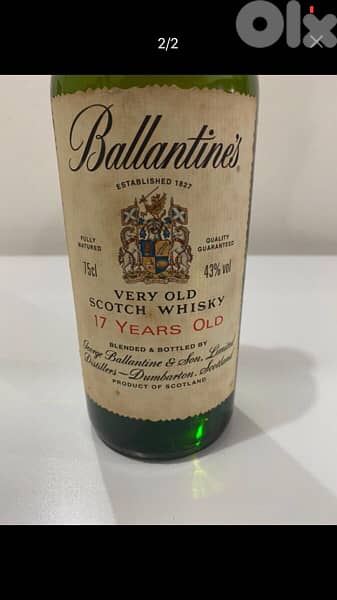 2/2
OLX
Ballantine's
®
ESTABLISHED 1827
FULLY
MATURED
QUALITY
GUARANTEED
75cl
43% vol
VERY OLD
SCOTCH WHISKY
17 YEARS OLD
BLENDED & BOTTLED BY
George Ballantine & Son, Limited
Distillers—Dumbarton, Scotland
PRODUCT OF SCOTLAND